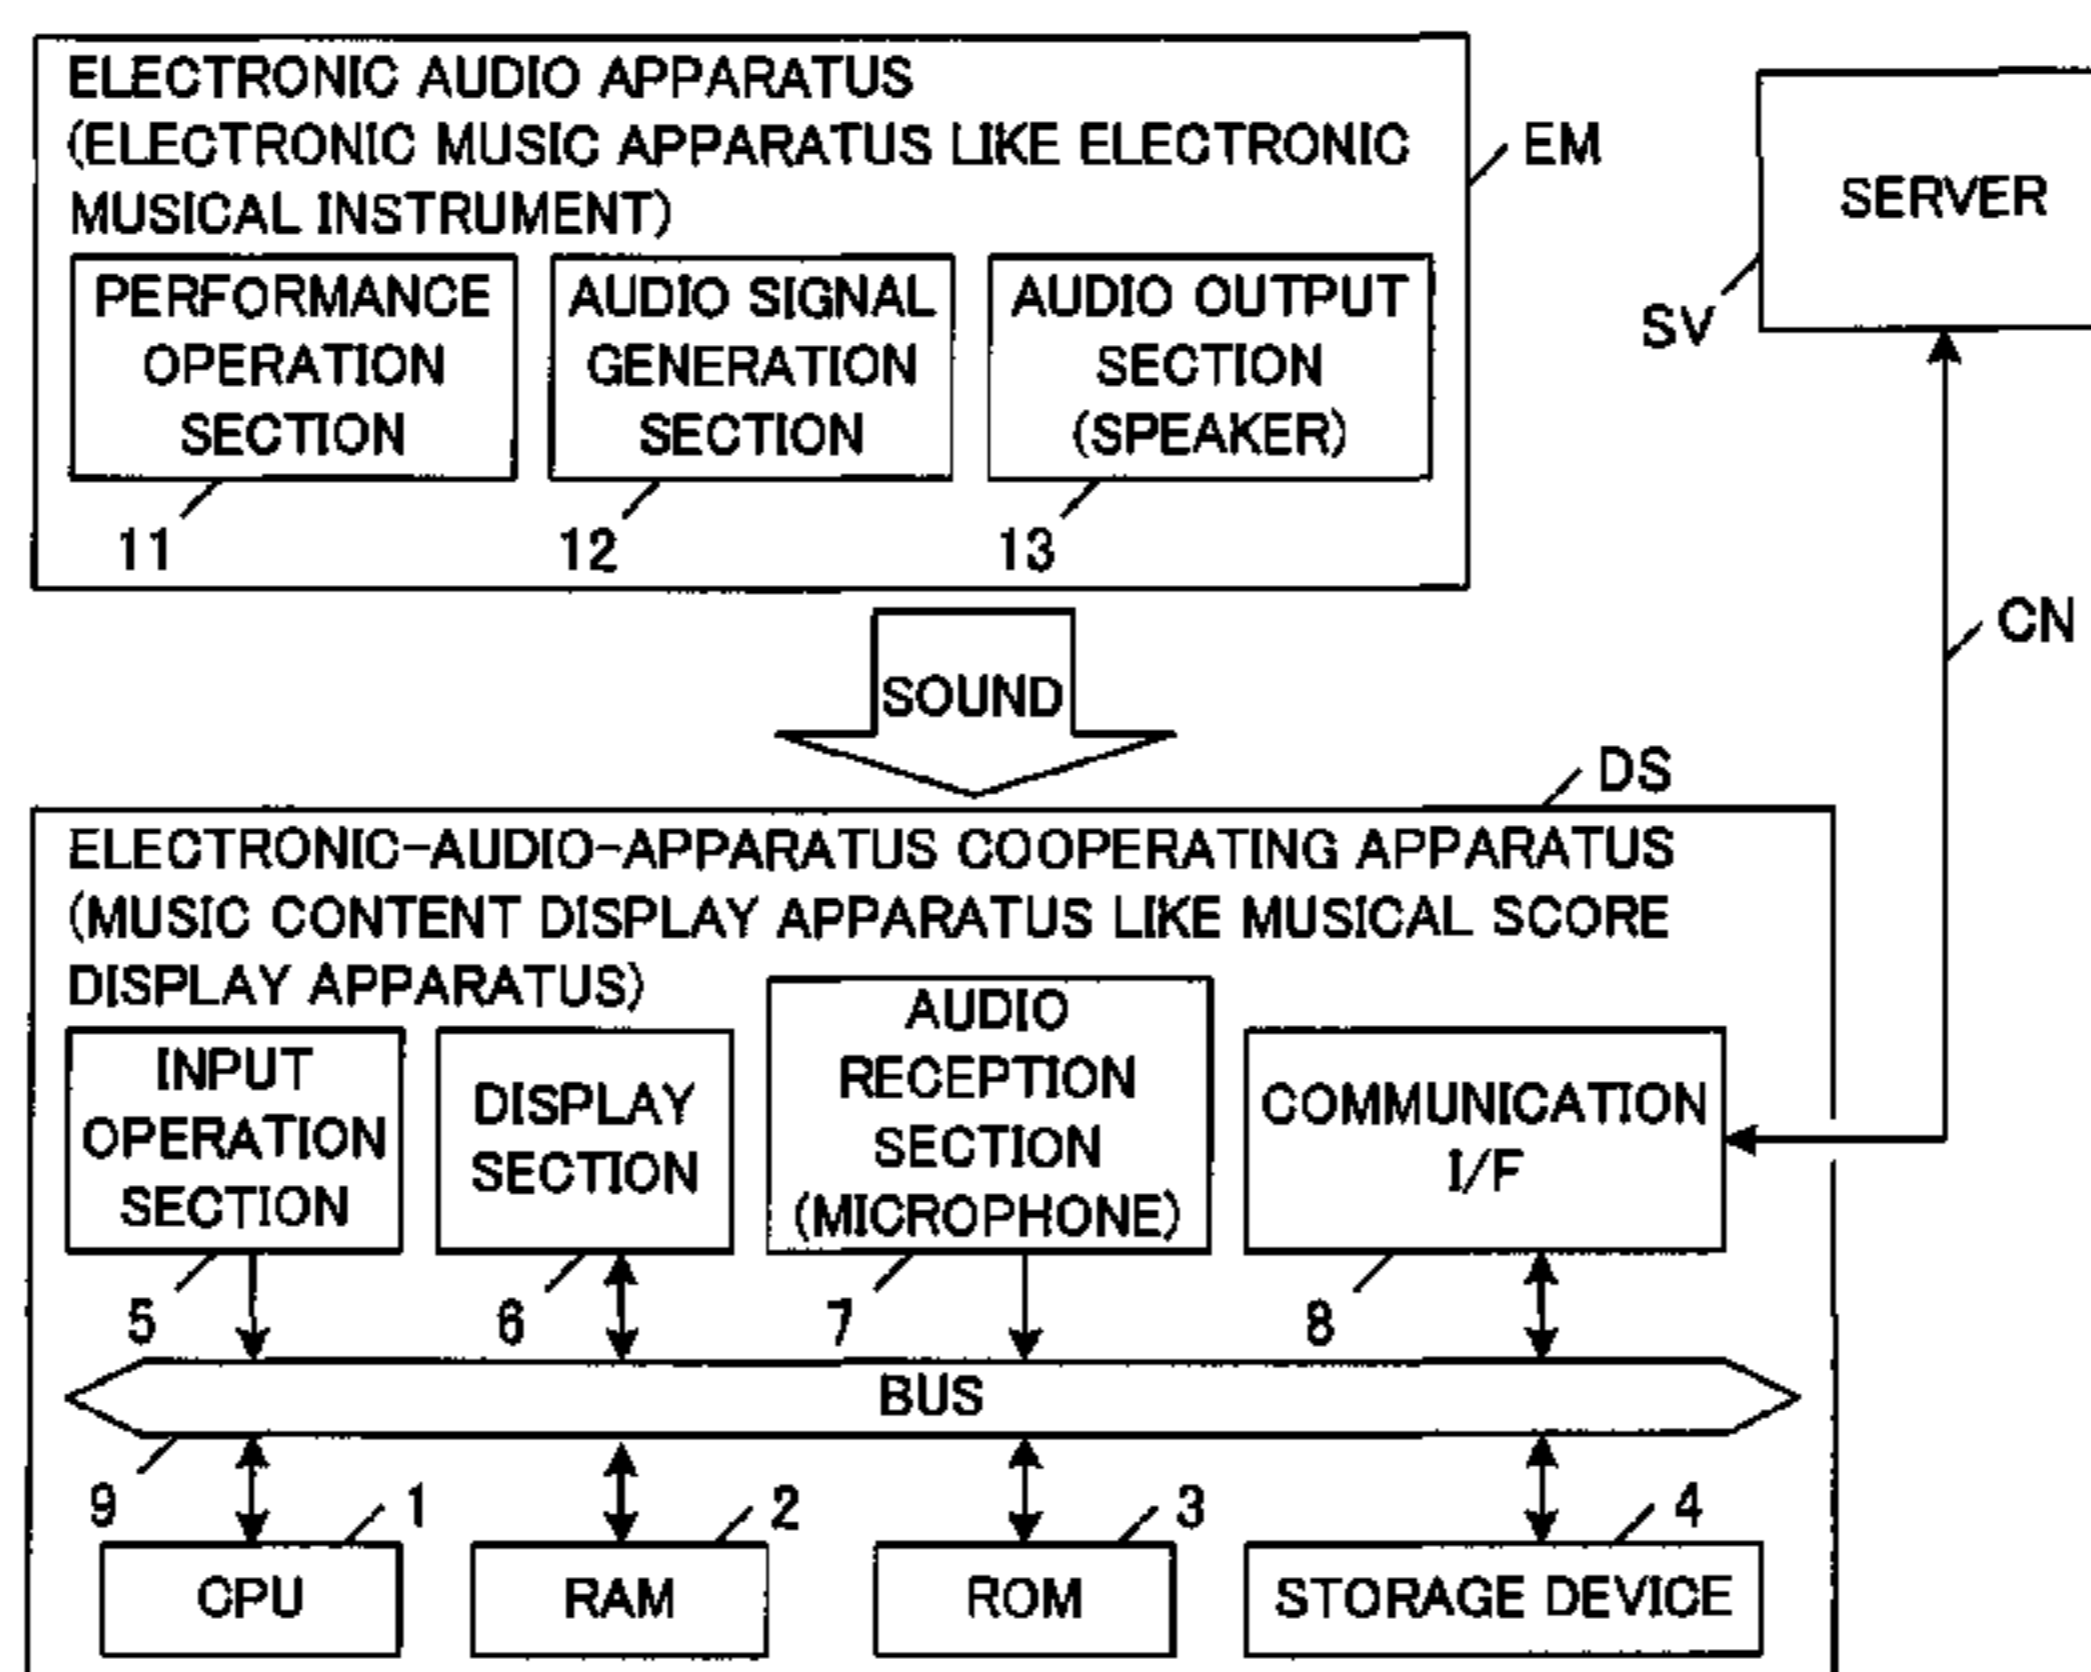 ELECTRONIC AUDIO APPARATUS
(ELECTRONIC MUSIC APPARATUS LIKE ELECTRONIC
MUSICAL INSTRUMENT)
EM
PERFORMANCE
OPERATION
SECTION
11
AUDIO SIGNAL
GENERATION
SECTION
12
AUDIO OUTPUT
SECTION
(SPEAKER)
13
SERVER
SV
CN
SOUND
DS
ELECTRONIC-AUDIO-APPARATUS COOPERATING APPARATUS
(MUSIC CONTENT DISPLAY APPARATUS LIKE MUSICAL SCORE
DISPLAY APPARATUS)
INPUT
OPERATION
SECTION
5
DISPLAY
SECTION
6
AUDIO
RECEPTION
SECTION
(MICROPHONE)
7
COMMUNICATION
I/F
8
BUS
9
1
CPU
2
RAM
3
ROM
4
STORAGE DEVICE